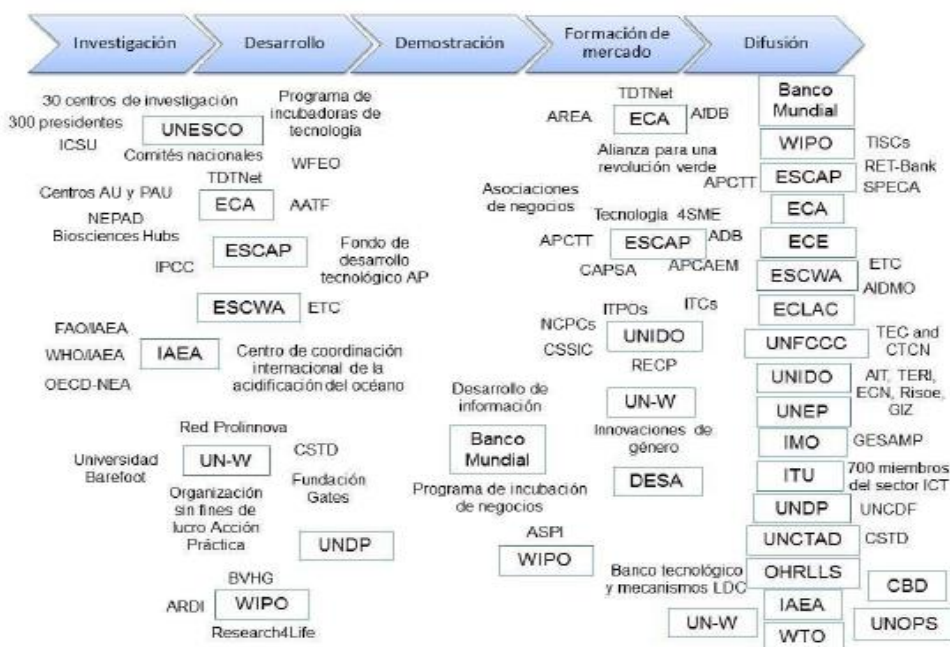 Investigación
Desarrollo
Demostración
Formación de
mercado
Difusión
30 centros de investigación
300 presidentes
ICSU
UNESCO
Comités nacionales
Programa de
incubadoras de
tecnología
WFEO
TDTNet
Centros AU y PAU
ECA
AATF
NEPAD
Biosciences Hubs
ESCAP
IPCC
Fondo de
desarrollo
tecnológico AP
ESCWA
ETC
FAO/IAEA
WHO/IAEA
OECD-NEA
IAEA
Centro de coordinación
internacional de
la acidificación del océano
Red Prolinnova
Universidad
Barefoot
UN-W
CSTD
Organización
sin fines de
lucro Acción
Práctica
Fundación
Gates
UNDP
BVHG
ARDI
WIPO
Research4Life
Desarrollo de
información
Banco
Mundial
Programa de incubación
de negocios
ASPI
WIPO
TDTNet
AREA
ECA
AfDB
Alianza para una
revolución verde
Asociaciones
de negocios
Tecnología 4SME
APCTT
ESCAP
ADB
CAPSA
APCAEM
ITPOs
ITCs
NCPCs
CSSIC
UNIDO
RECP
UN-W
Innovaciones de
género
DESA
Banco tecnológico
y mecanismos LDC
UN-W
Banco
Mundial
WIPO
TISCs
APCTT
ESCAP
RET-Bank
SPECA
ECA
ECE
ESCWA
ETC
AIDMO
ECLAC
UNFCCC
TEC and
CTCN
UNIDO
UNEP
AIT, TERI,
ECN, Risoe,
GIZ
IMO
GESAMP
ITU
700 miembros
del sector ICT
UNDP
UNCDF
UNCTAD
CSTD
OHRLLS
CBD
IAEA
WTO
UNOPS